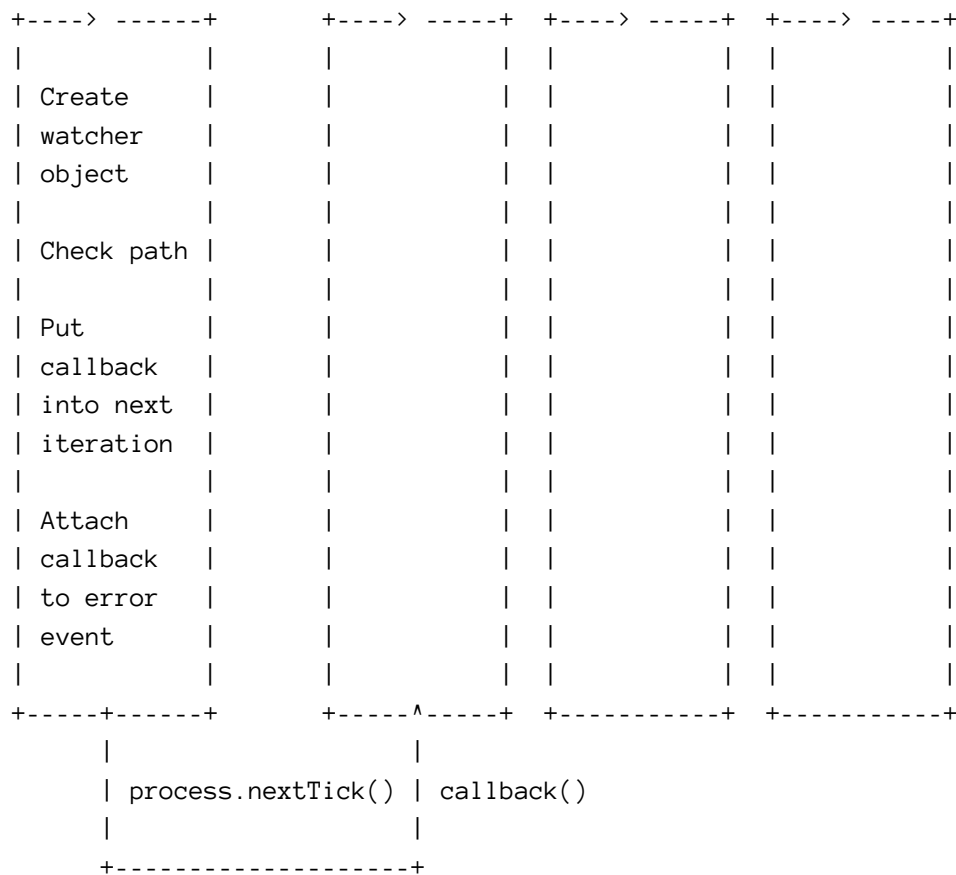 Create
watcher
object
Check path
Put
callback
into next
iteration
Attach
callback
to error
event
process.nextTick() callback()